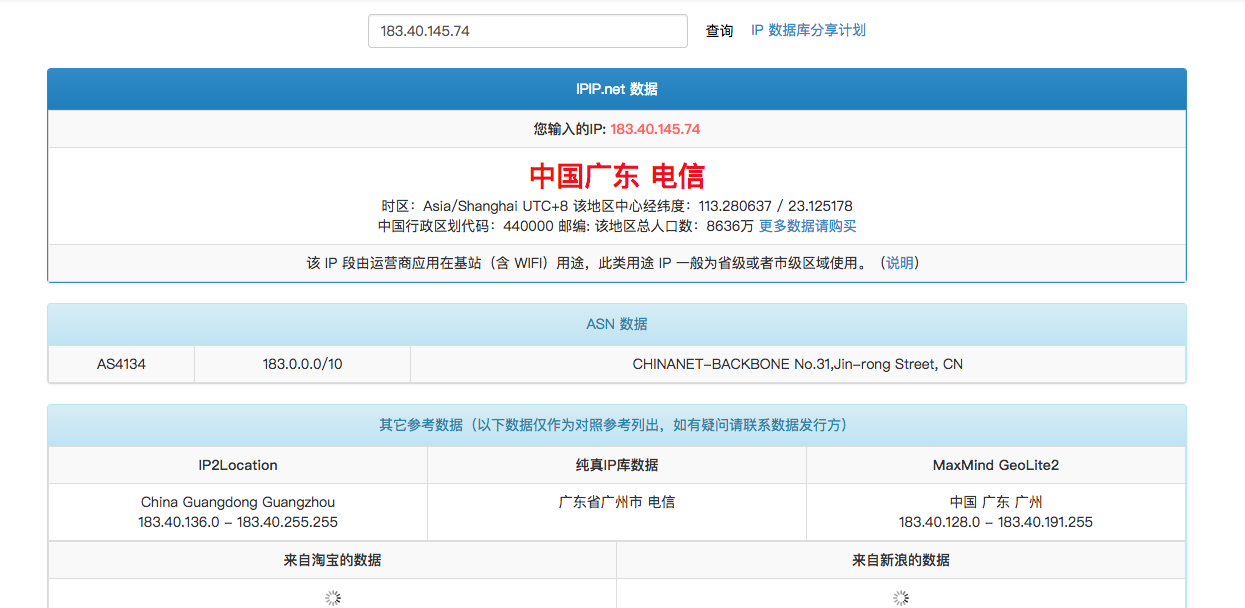 183.40.145.74 查询 IP 数据库分享计划
IPIP.net 数据
您输入的IP: 183.40.145.74
中国广东 电信
时区：Asia/Shanghai UTC+8 该地区中心经纬度：113.280637 / 23.125178
中国行政区划代码：440000 邮编: 该地区总人口数：8636万 更多数据请购买
该 IP 段由运营商应用在基站（含 WIFI）用途，此类用途 IP 一般为省级或者市级区域使用。（说明）
ASN 数据
AS4134 183.0.0.0/10 CHINANET-BACKBONE No.31,Jin-rong Street, CN
其它参考数据（以下数据仅作为对照参考列出，如有疑问请联系数据发行方）
IP2Location 纯真IP库数据 MaxMind GeoLite2
China Guangdong Guangzhou 广东省广州市 电信 中国 广东 广州
183.40.136.0 - 183.40.255.255 183.40.128.0 - 183.40.191.255
来自淘宝的数据 来自新浪的数据